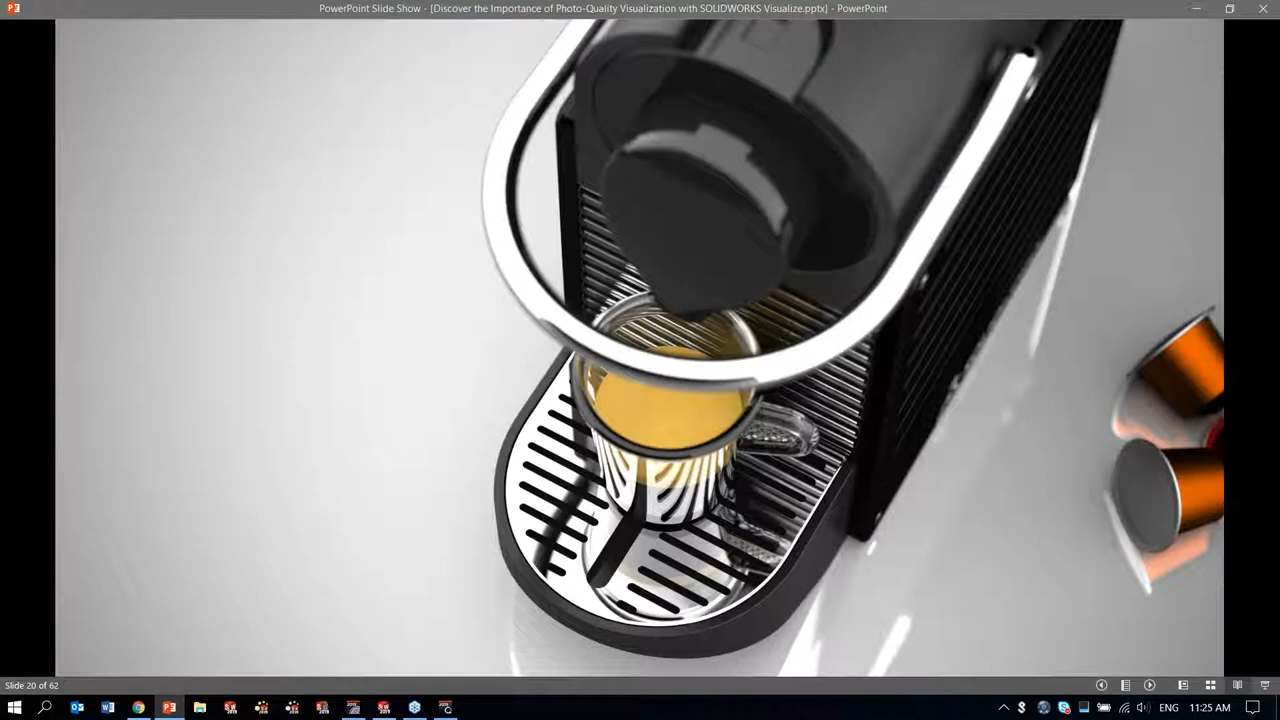 PowerPoint Slide Show - [Discover the Importance of Photo-Quality Visualization with SOLIDWORKS Visualize.pptx] - PowerPoint
Slide 20 of 62
ENG
11:25 AM